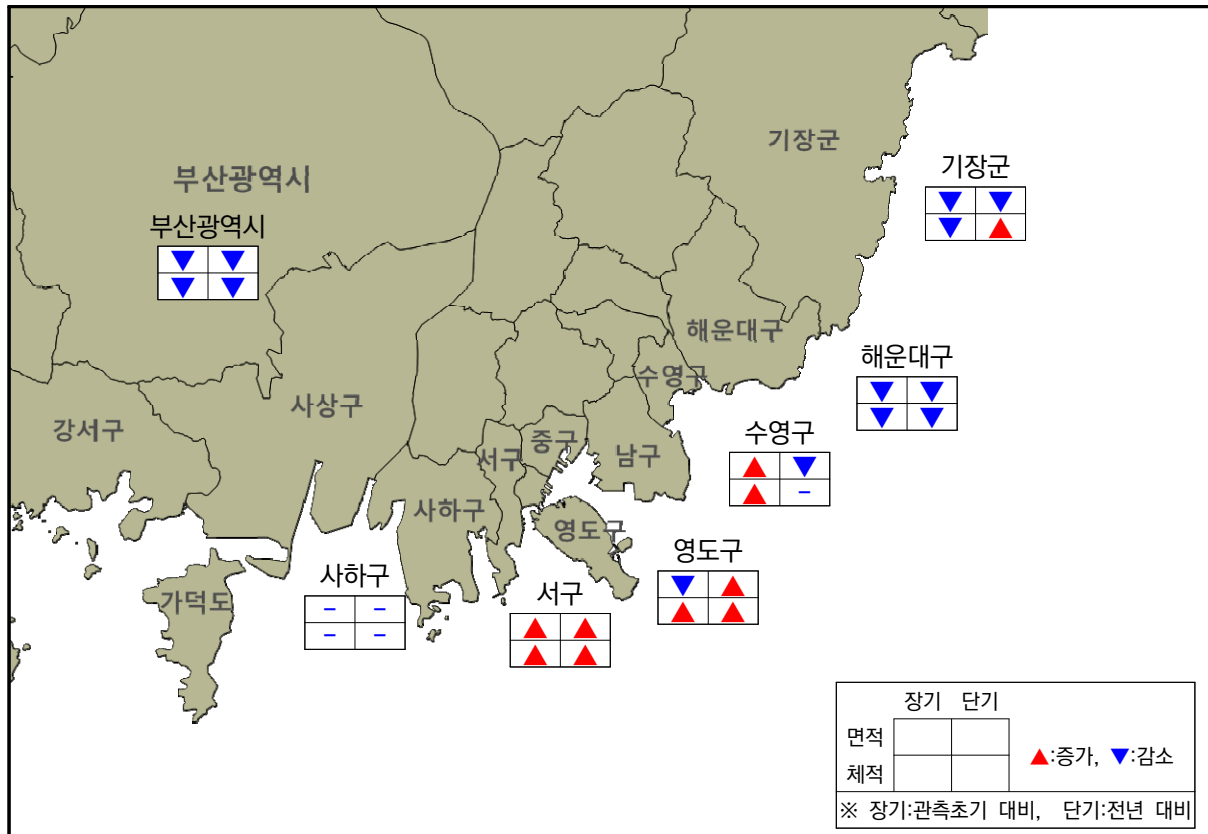 기장군
기장군
▼ ▼
▼ ▲
부산광역시
부산광역시
▼ ▼
▼ ▼
해운대구
해운대구
▼ ▼
▼ ▼
수영구
수영구
▲ ▼
▲ -
강서구
사상구
중구
서구
남구
사하구
영도구
영도구
▼ ▲
▲ ▲
사하구
- -
- -
서구
▲ ▲
▲ ▲
가덕도
장기 단기
면적
체적
▲:증가, ▼:감소
※ 장기:관측초기 대비, 단기:전년 대비